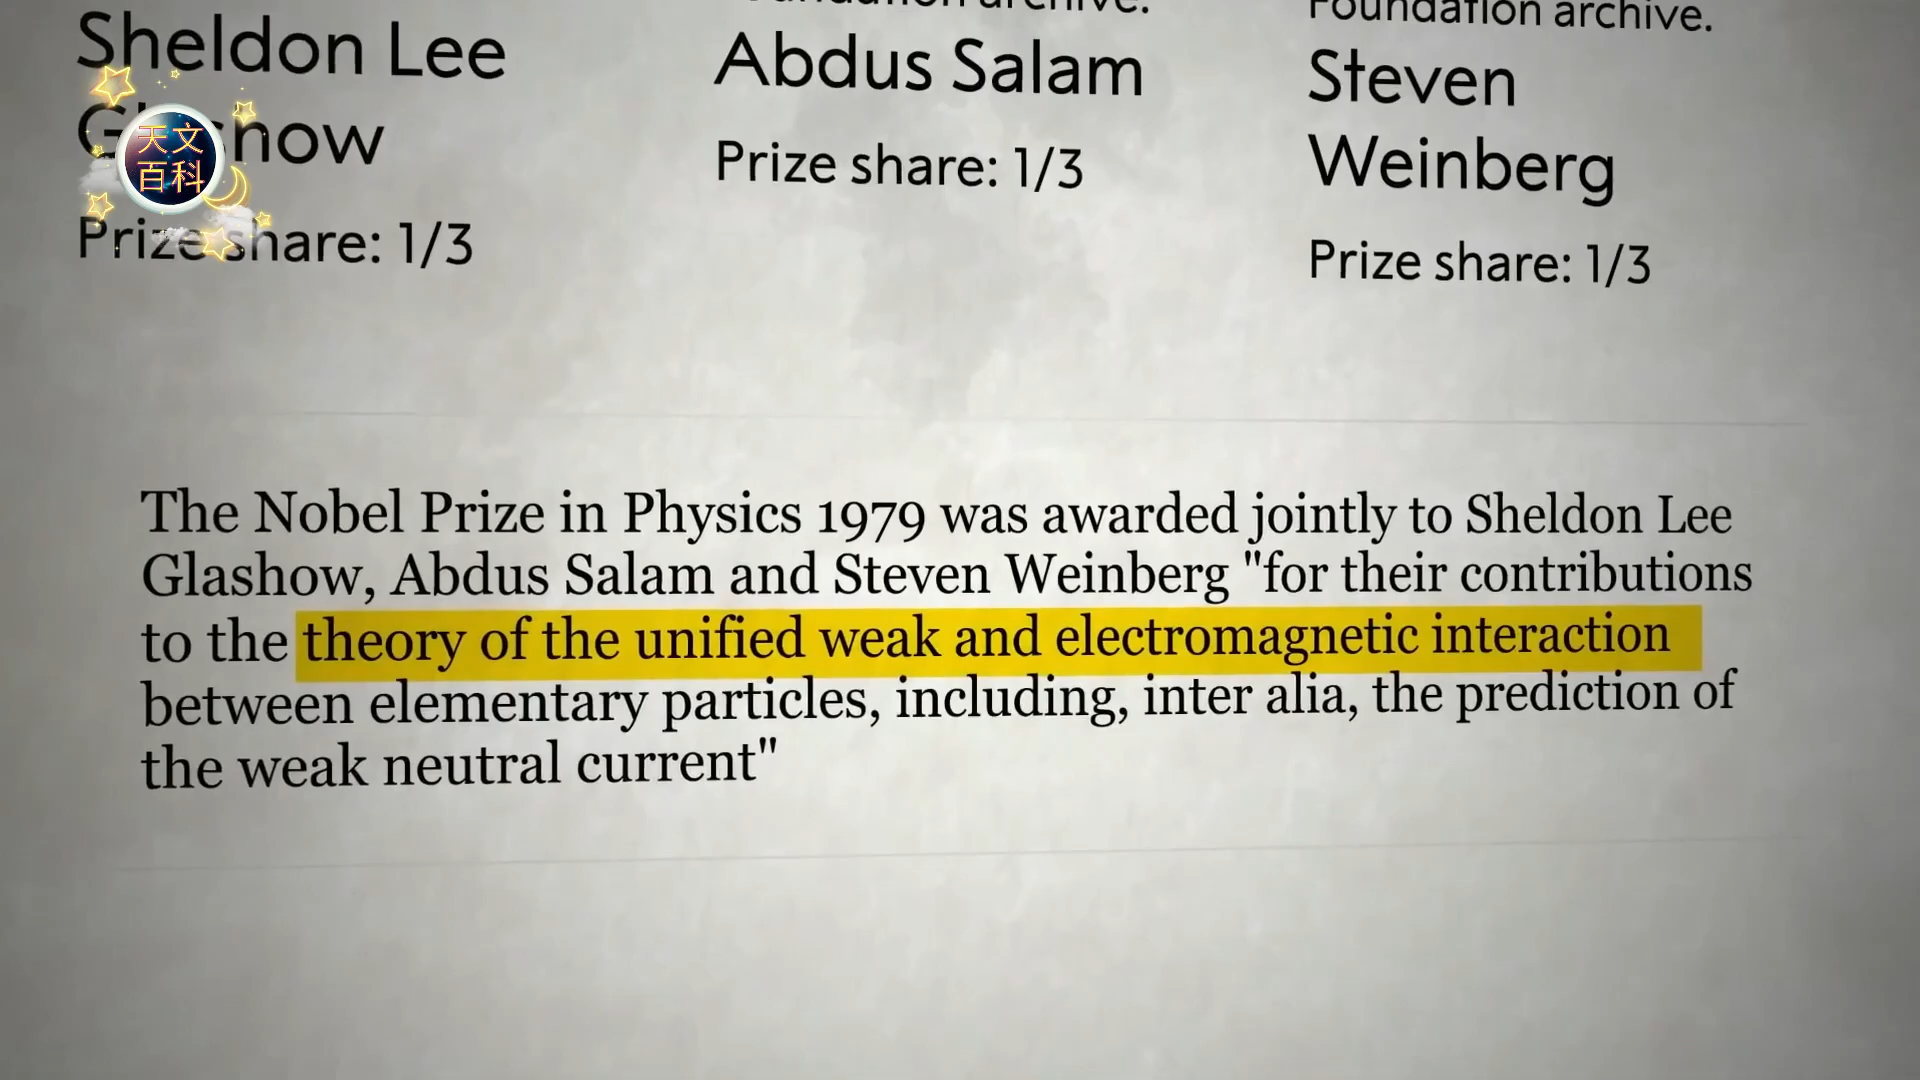 Foundation archive.
Sheldon Lee
Abdus Salam
Steven
Weinberg
天文
百科
Prize share: 1/3
Prize share: 1/3
Prize share: 1/3
The Nobel Prize in Physics 1979 was awarded jointly to Sheldon Lee
Glashow, Abdus Salam and Steven Weinberg "for their contributions
to the theory of the unified weak and electromagnetic interaction
between elementary particles, including, inter alia, the prediction of
the weak neutral current"